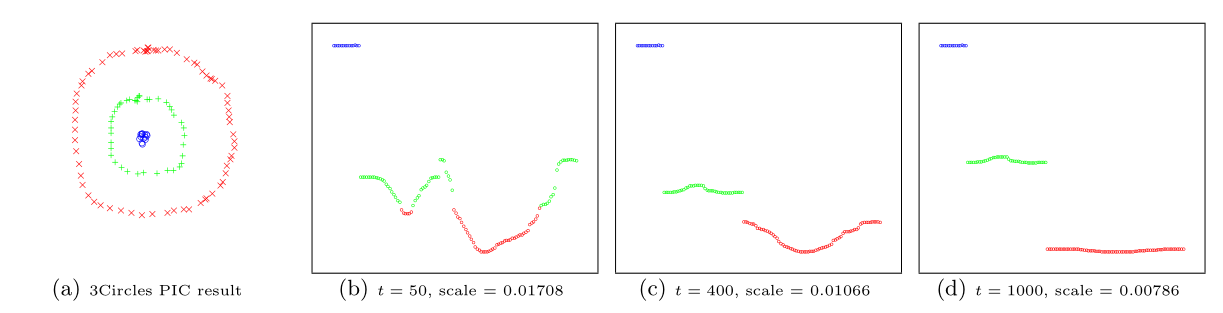 (a) 3Circles PIC result
(b) t = 50, scale = 0.01708
(c) t = 400, scale = 0.01066
(d) t = 1000, scale = 0.00786